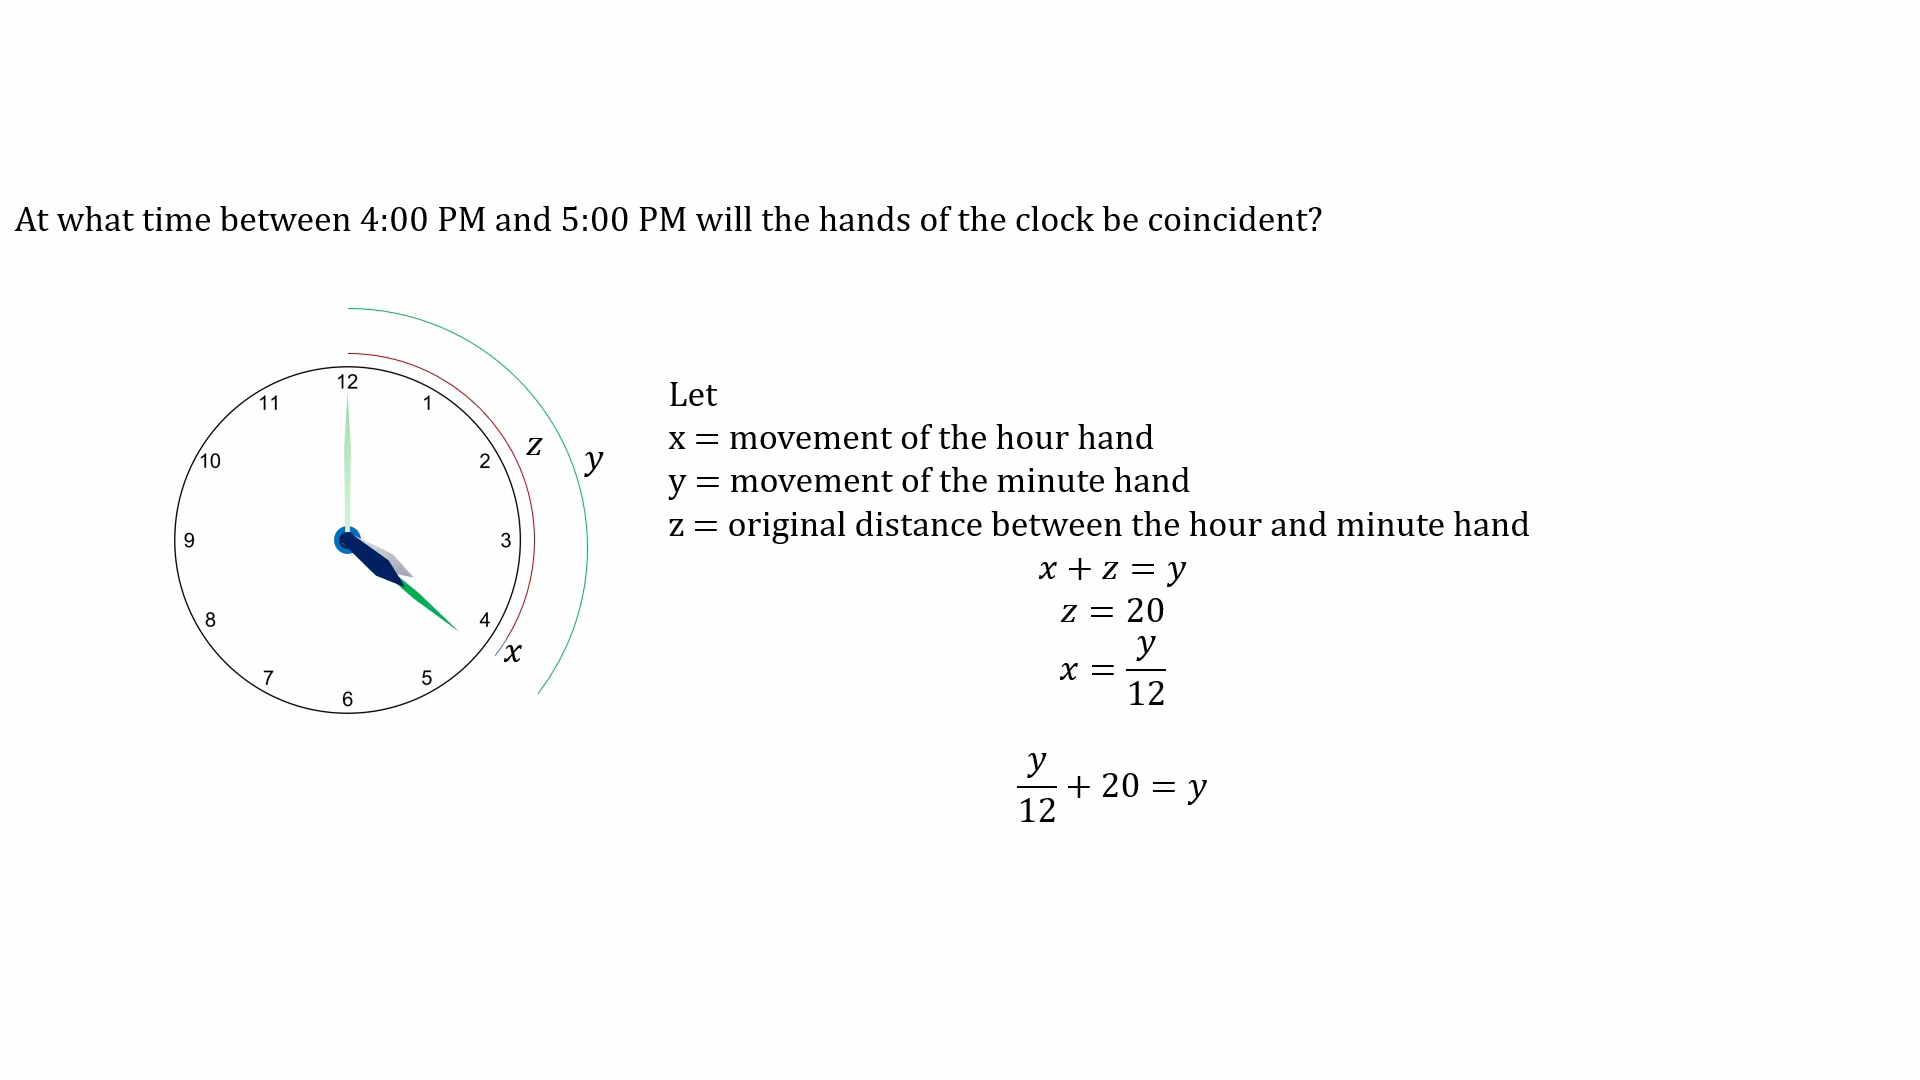 At what time between 4:00 PM and 5:00 PM will the hands of the clock be coincident?
12
11
1
10
2
9
3
8
4
7
5
6
z
y
x
Let
x = movement of the hour hand
y = movement of the minute hand
z = original distance between the hour and minute hand
x + z = y
z = 20
x = y/12
y/12 + 20 = y